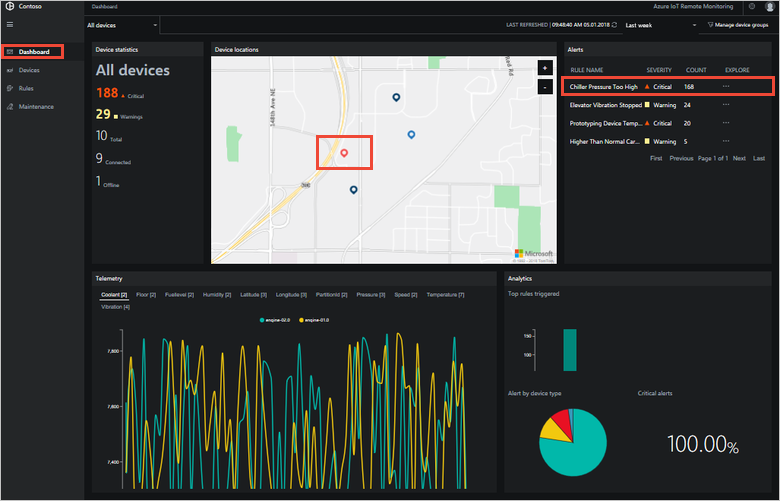 Contoso
Dashboard
Azure IoT Remote Monitoring
All devices
LAST REFRESHED | 09:48:40 AM 05.01.2018
Last week
Manage device groups
Dashboard
Devices
Rules
Maintenance
Device statistics
All devices
188 Critical
29 Warnings
10 Total
9 Connected
1 Offline
Device locations
148th Ave NE
Red Rd
+
-
Microsoft
Alerts
RULE NAME SEVERITY COUNT EXPLORE
Chiller Pressure Too High Critical 168 ...
Elevator Vibration Stopped Warning 24 ...
Prototyping Device Temp... Critical 20 ...
Higher Than Normal Car... Warning 5 ...
First Previous Page 1 of 1 Next Last
Telemetry
Coolant [2] Floor [2] Fuellevel [2] Humidity [2] Latitude [3] Longitude [3] PartitionId [2] Pressure [3] Speed [2] Temperature [7]
Vibration [4]
engine-02.0 engine-01.0
7,800
7,600
7,400
Analytics
Top rules triggered
150
100
Alert by device type
Critical alerts
100.00%